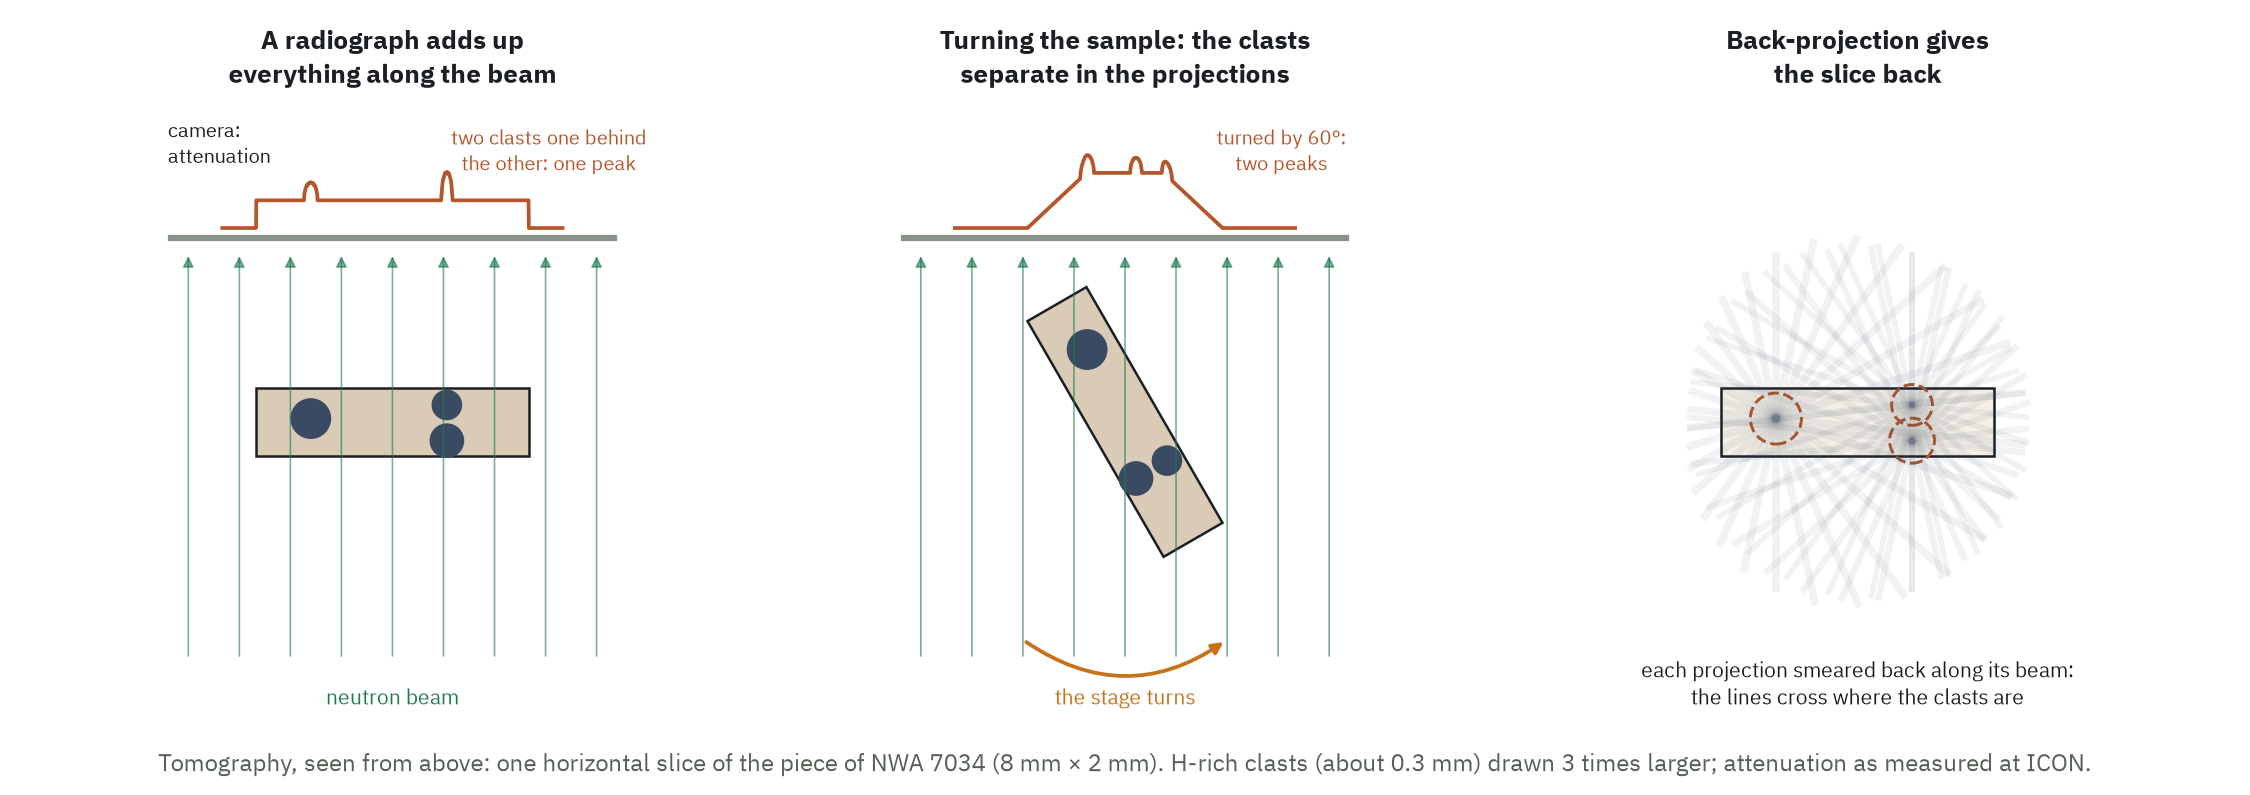 A radiograph adds up
everything along the beam
camera:
attenuation
two clasts one behind
the other: one peak
neutron beam
Turning the sample: the clasts
separate in the projections
turned by 60°:
two peaks
the stage turns
Back-projection gives
the slice back
each projection smeared back along its beam:
the lines cross where the clasts are
Tomography, seen from above: one horizontal slice of the piece of NWA 7034 (8 mm × 2 mm). H-rich clasts (about 0.3 mm) drawn 3 times larger; attenuation as measured at ICON.